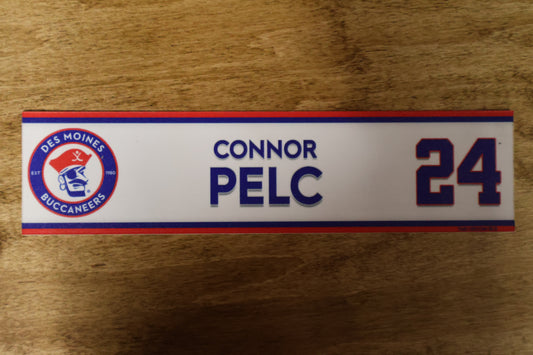 DES MOINES
EST 1980
BUCCANEERS
CONNOR
PELC
24